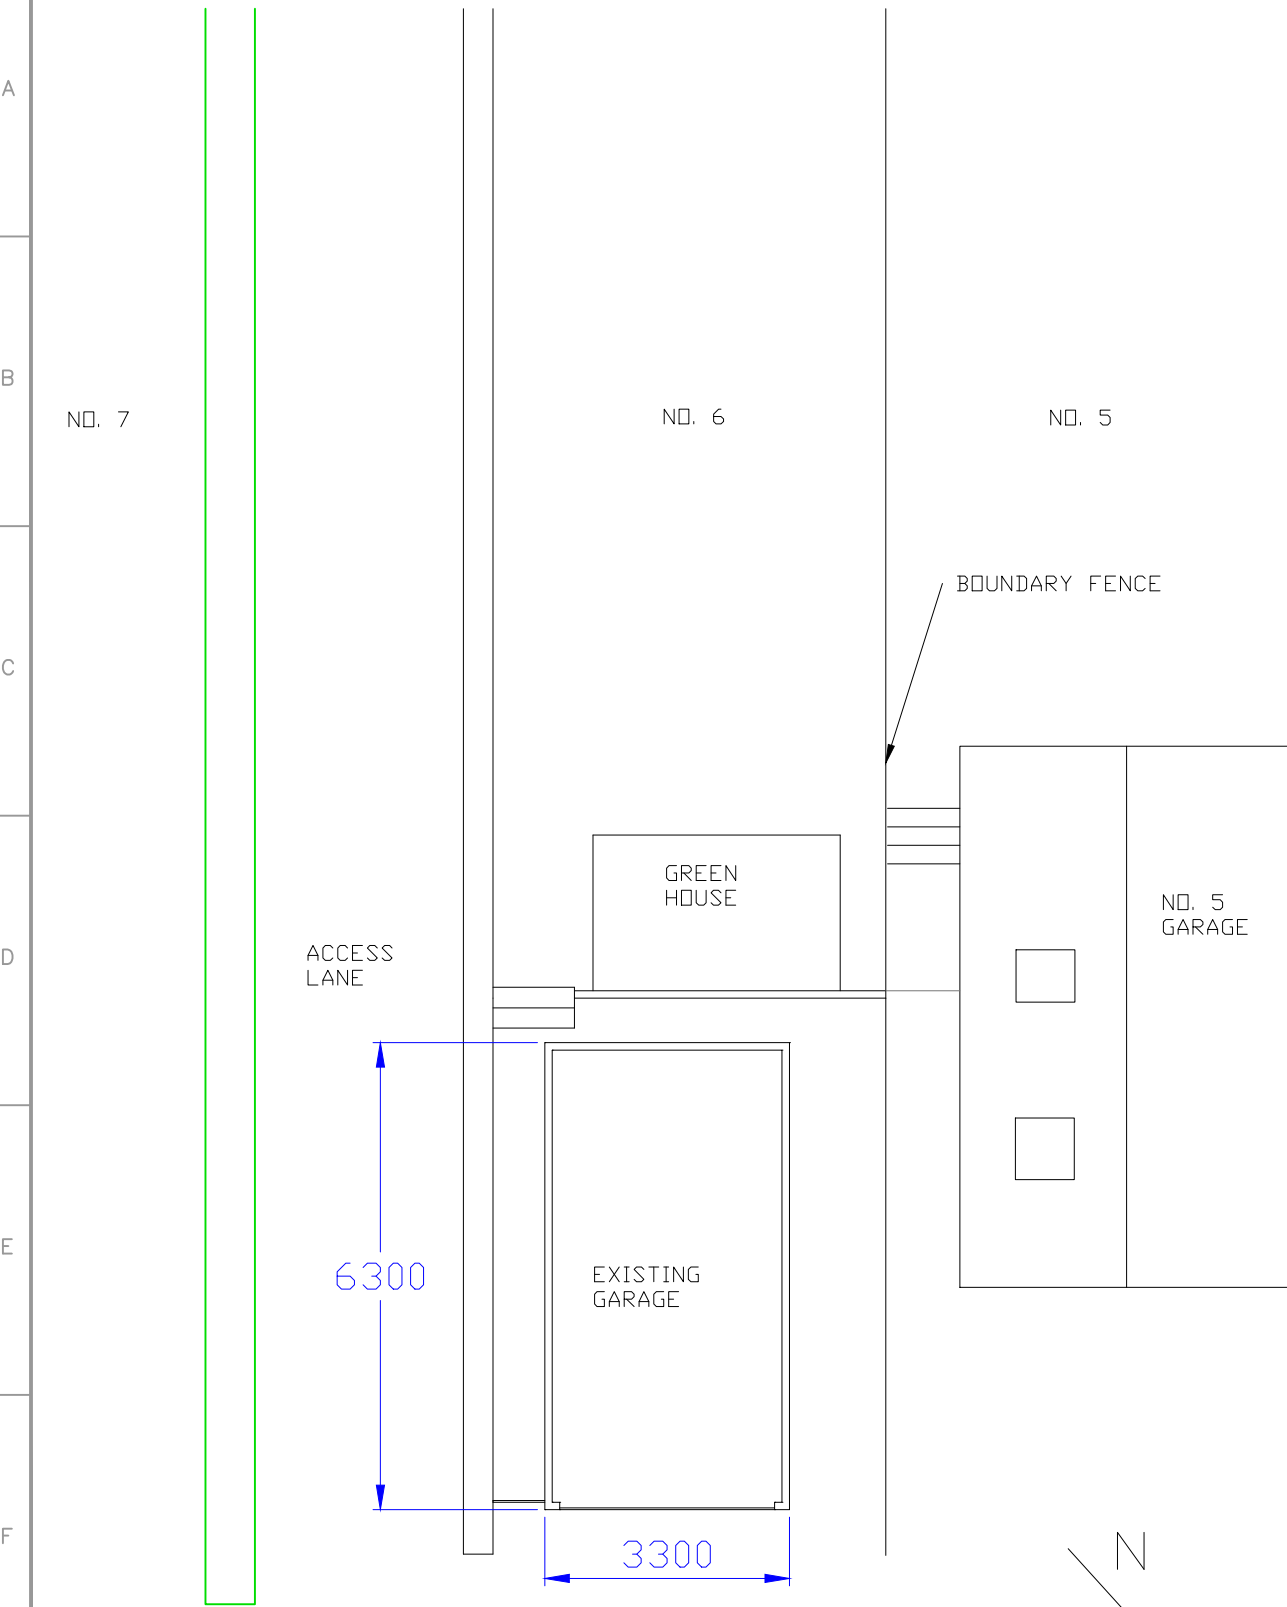 A
B
NO. 7
NO. 6
NO. 5
BOUNDARY FENCE
C
GREEN
HOUSE
NO. 5
GARAGE
ACCESS
LANE
D
E
6300
EXISTING
GARAGE
F
3300
N